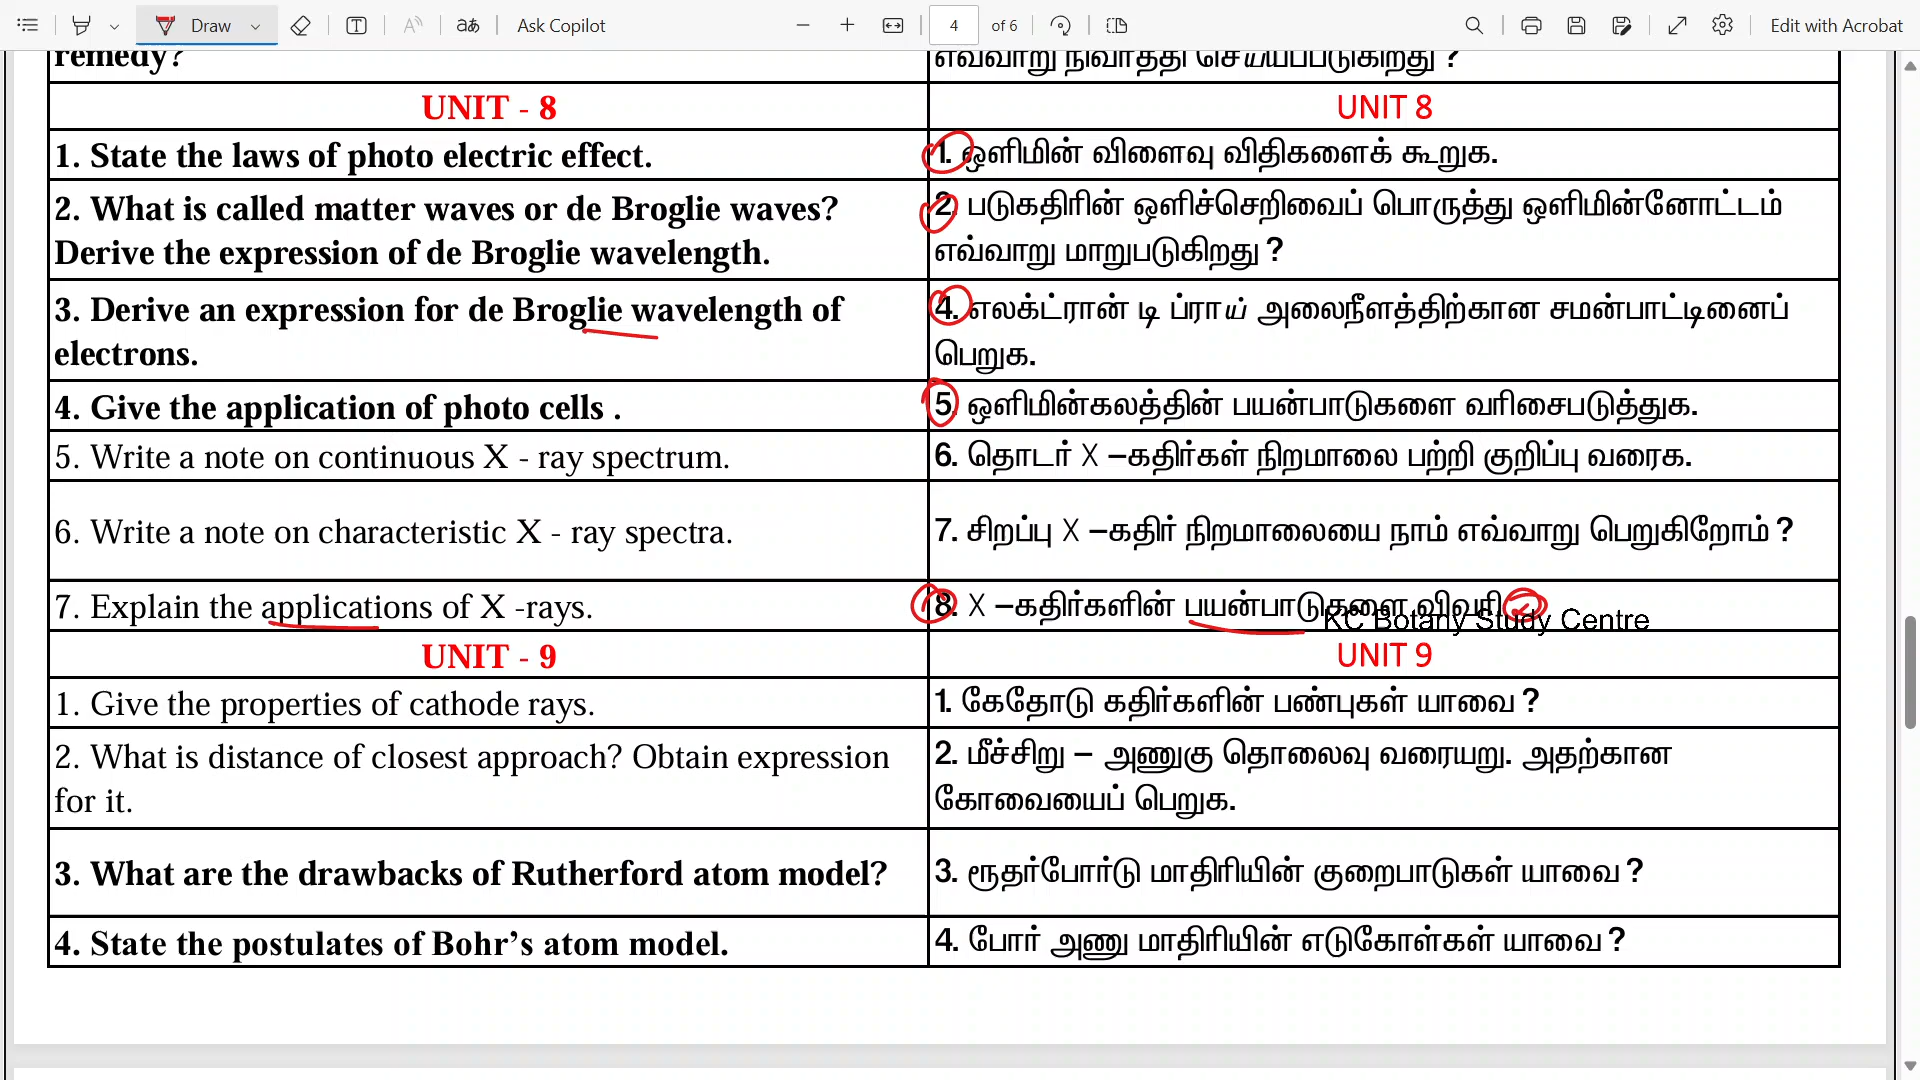 Draw
aあ
Ask Copilot
4 of 6
Edit with Acrobat
remedy?
எவ்வாறு நிவர்த்தி செய்யப்படுகிறது ?
UNIT - 8
UNIT 8
1. State the laws of photo electric effect.
1. ஒளிமின் விளைவு விதிகளைக் கூறுக.
2. What is called matter waves or de Broglie waves?
Derive the expression of de Broglie wavelength.
2. படுகதிரின் ஒளிச்செறிவைப் பொருத்து ஒளிமின்னோட்டம்
எவ்வாறு மாறுபடுகிறது ?
3. Derive an expression for de Broglie wavelength of
electrons.
4. எலக்ட்ரான் டி ப்ராய் அலைநீளத்திற்கான சமன்பாட்டினைப்
பெறுக.
4. Give the application of photo cells .
5. ஒளிமின்கலத்தின் பயன்பாடுகளை வரிசைபடுத்துக.
5. Write a note on continuous X - ray spectrum.
6. தொடர் X –கதிர்கள் நிறமாலை பற்றி குறிப்பு வரைக.
6. Write a note on characteristic X - ray spectra.
7. சிறப்பு X –கதிர் நிறமாலையை நாம் எவ்வாறு பெறுகிறோம் ?
7. Explain the applications of X -rays.
8. X –கதிர்களின் பயன்பாடுகளை விவரி
KC Botany Study Centre
UNIT - 9
UNIT 9
1. Give the properties of cathode rays.
1. கேதோடு கதிர்களின் பண்புகள் யாவை ?
2. What is distance of closest approach? Obtain expression
for it.
2. மீச்சிறு – அணுகு தொலைவு வரையறு. அதற்கான
கோவையைப் பெறுக.
3. What are the drawbacks of Rutherford atom model?
3. ரூதர்போர்டு மாதிரியின் குறைபாடுகள் யாவை ?
4. State the postulates of Bohr’s atom model.
4. போர் அணு மாதிரியின் எடுகோள்கள் யாவை ?